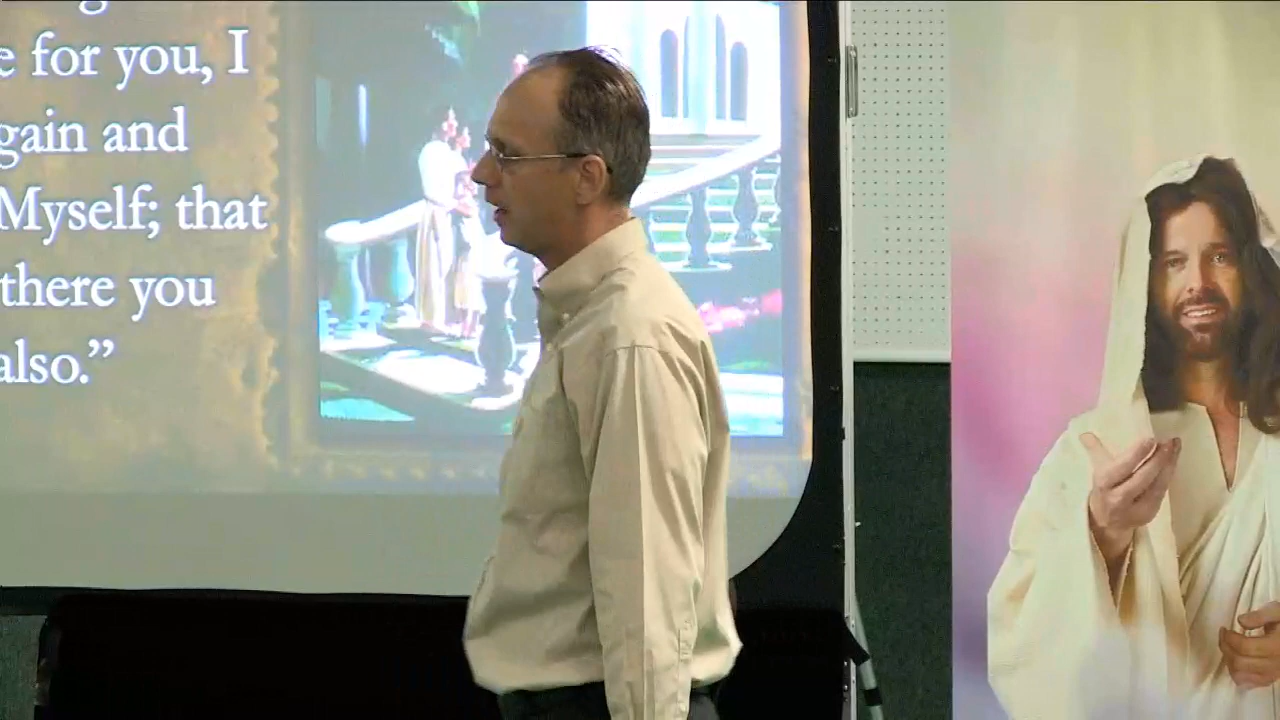 e for you, I
gain and
Myself; that
there you
also.”